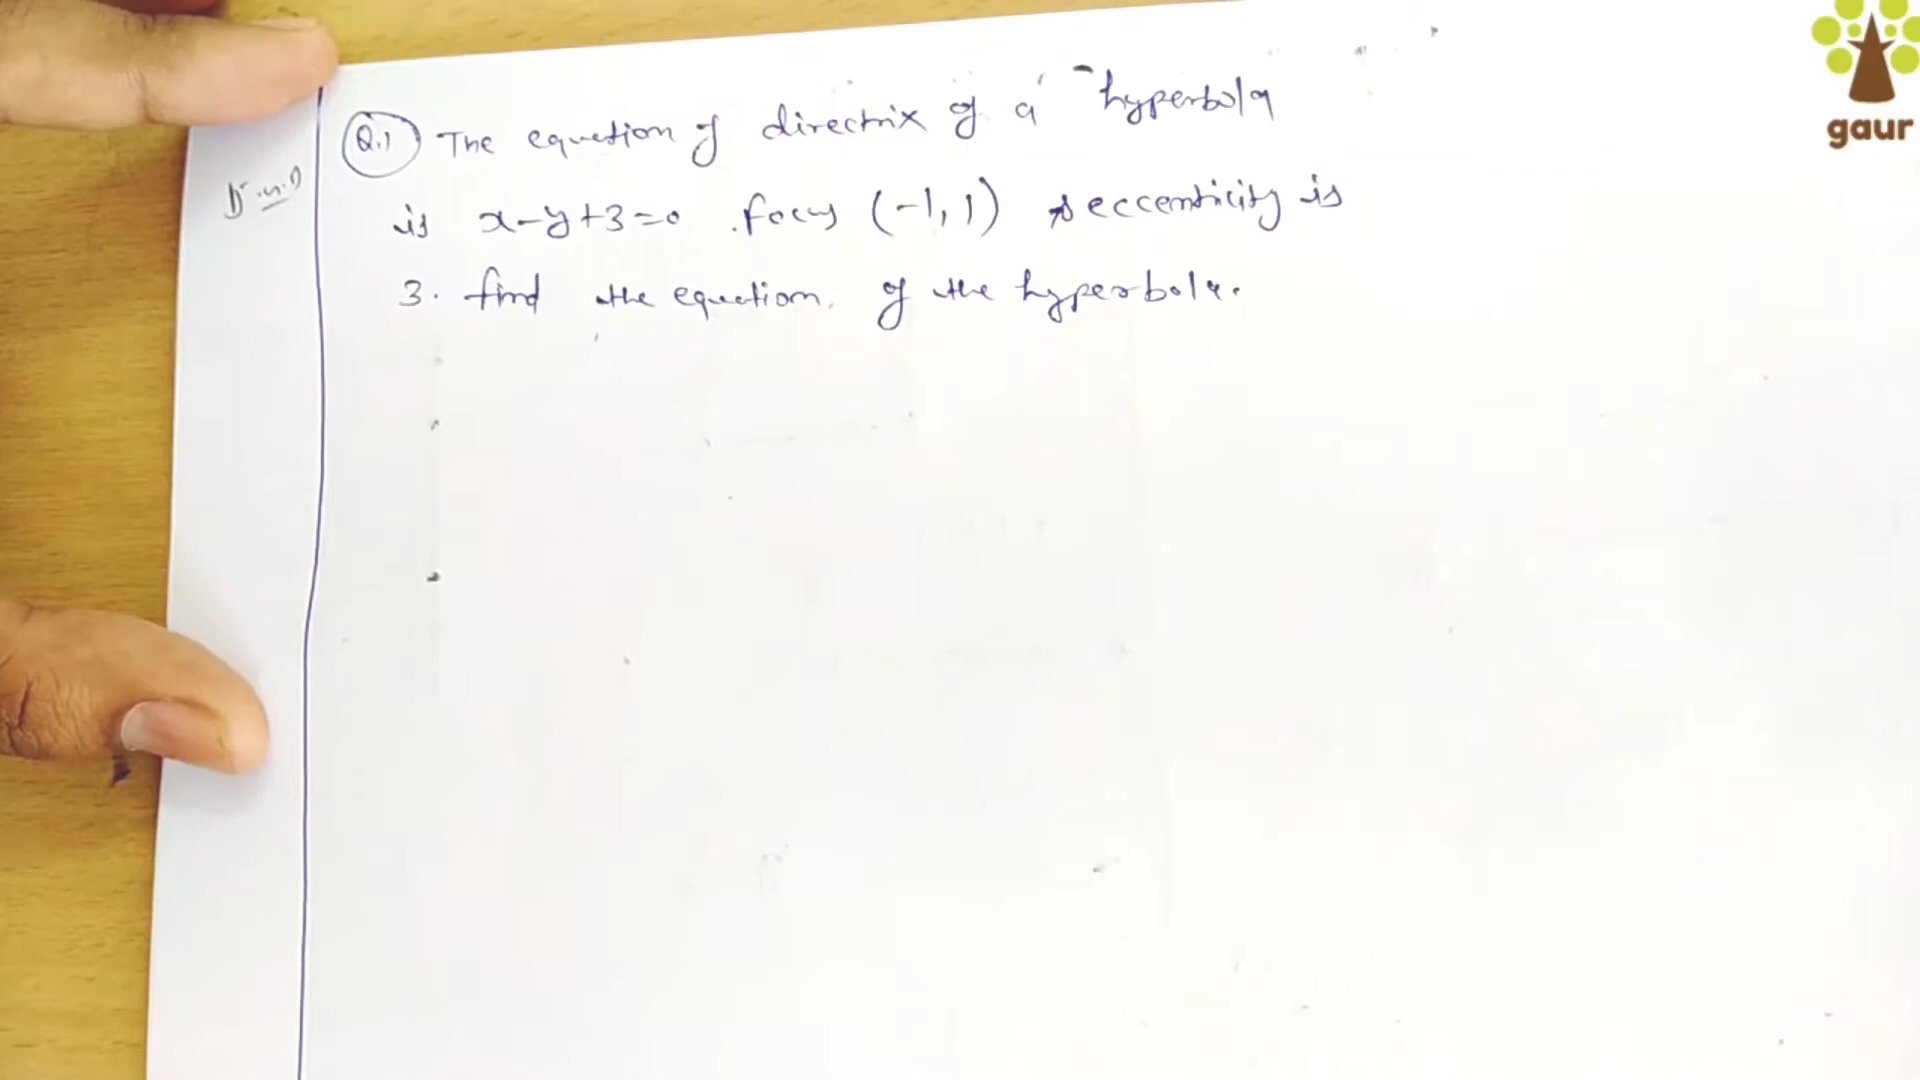 Q.1 The equation of directrix of a hyperbola
is x-y+3=0 . focus (-1, 1) & eccentricity is
3. find the equation of the hyperbola.
gaur